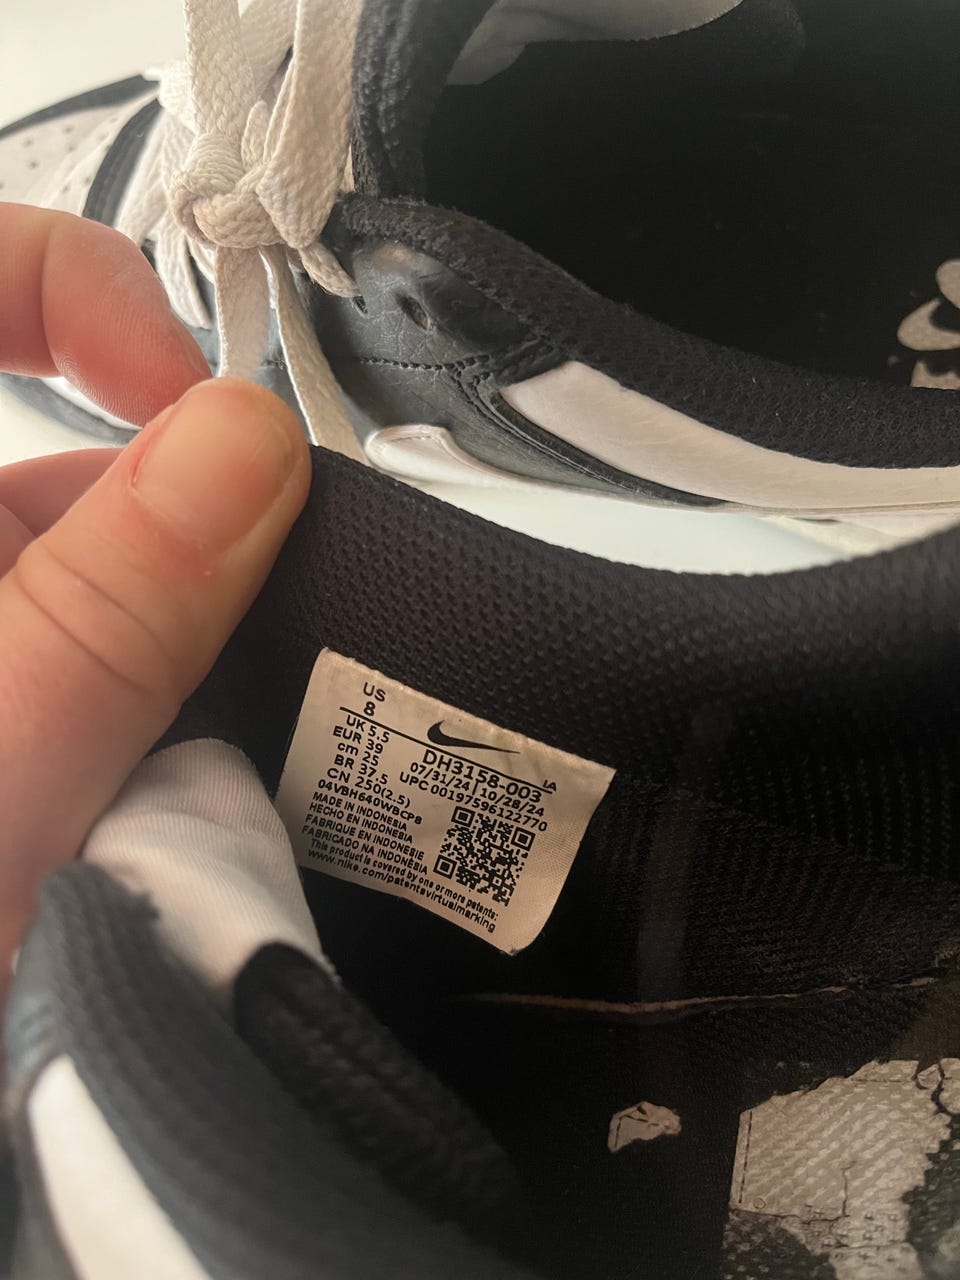 US
8
UK 5.5
EUR 39
cm 25
BR 37.5
CN 250(2.5)
04VBH640WBCP8
DH3158-003 IA
07/31/24 | 10/28/24
UPC 00197596122770
MADE IN INDONESIA
HECHO EN INDONESIA
FABRIQUE EN INDONESIE
FABRICADO NA INDONÉSIA
This product is covered by one or more patents:
www.nike.com/patentsvirtualmarking